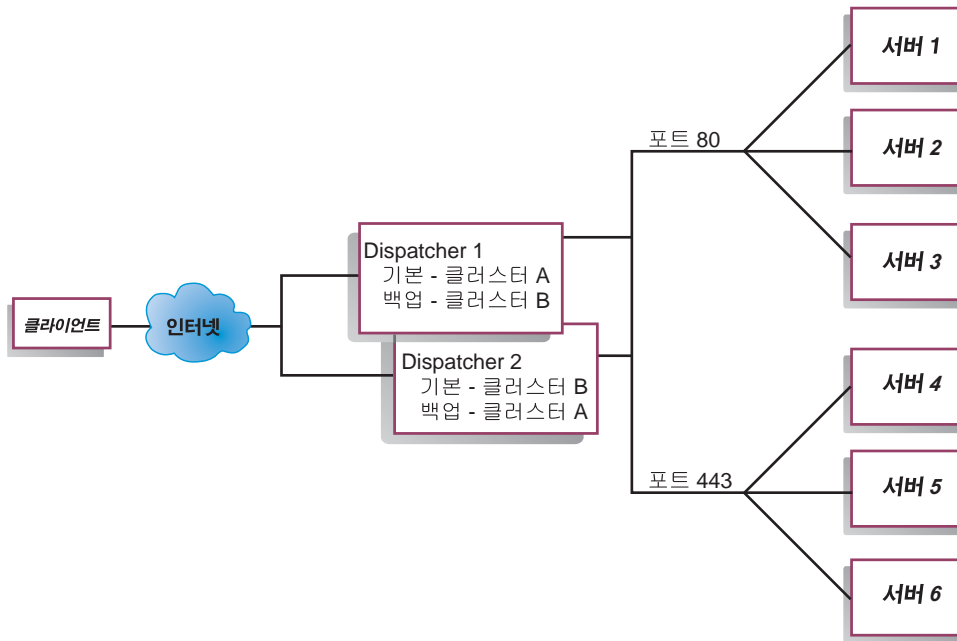 클라이언트
인터넷
Dispatcher 1
기본 - 클러스터 A
백업 - 클러스터 B
Dispatcher 2
기본 - 클러스터 B
백업 - 클러스터 A
포트 80
서버 1
서버 2
서버 3
포트 443
서버 4
서버 5
서버 6